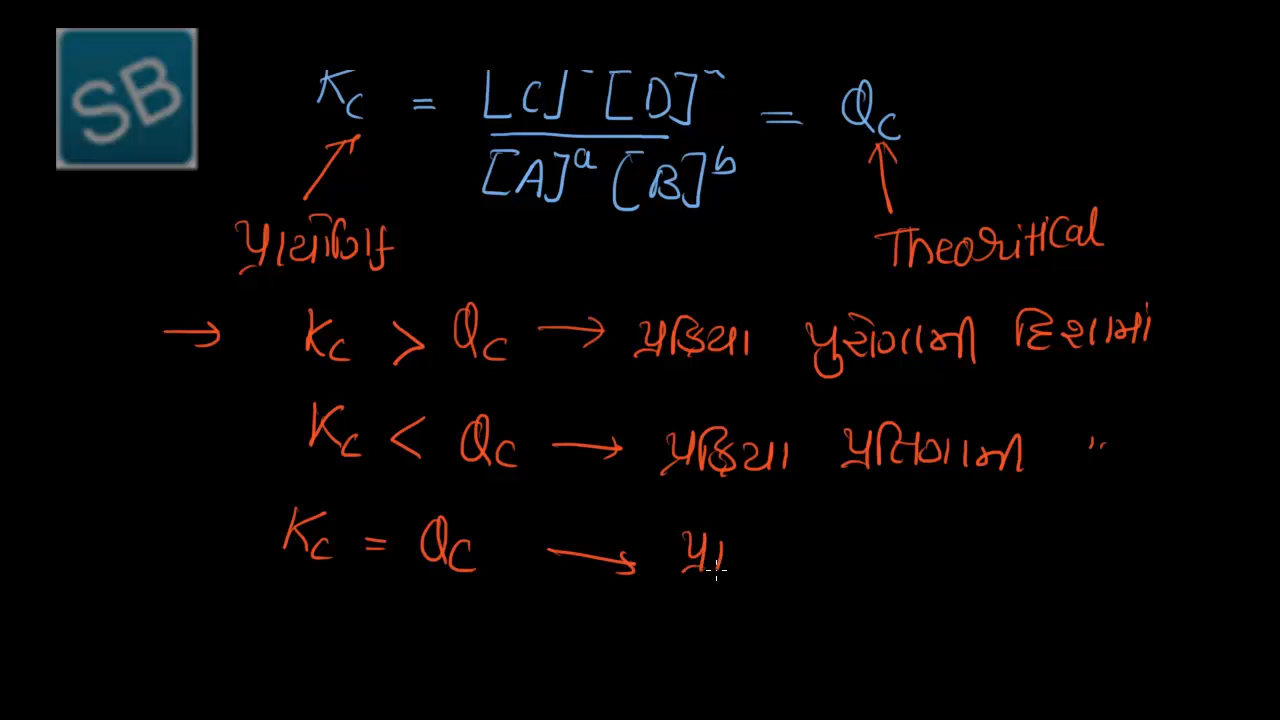 SB
Kc = [C] [D] / [A]^a [B]^b = Qc
પ્રાયોગિક Theoritical
→ Kc > Qc → પ્રક્રિયા પુરોગામી દિશામાં
Kc < Qc → પ્રક્રિયા પ્રતિગામી "
Kc = Qc → પ્ર